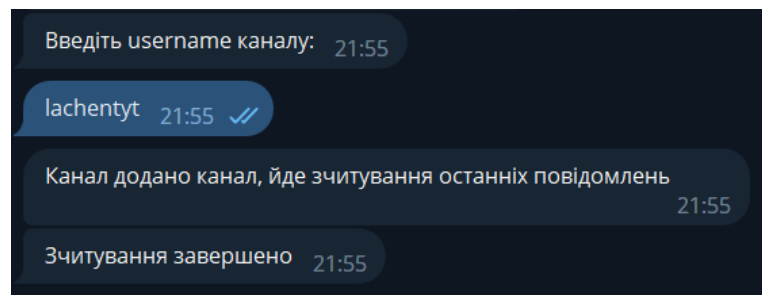 Введіть username каналу: 21:55
lachentyt 21:55
Канал додано канал, йде зчитування останніх повідомлень
21:55
Зчитування завершено 21:55